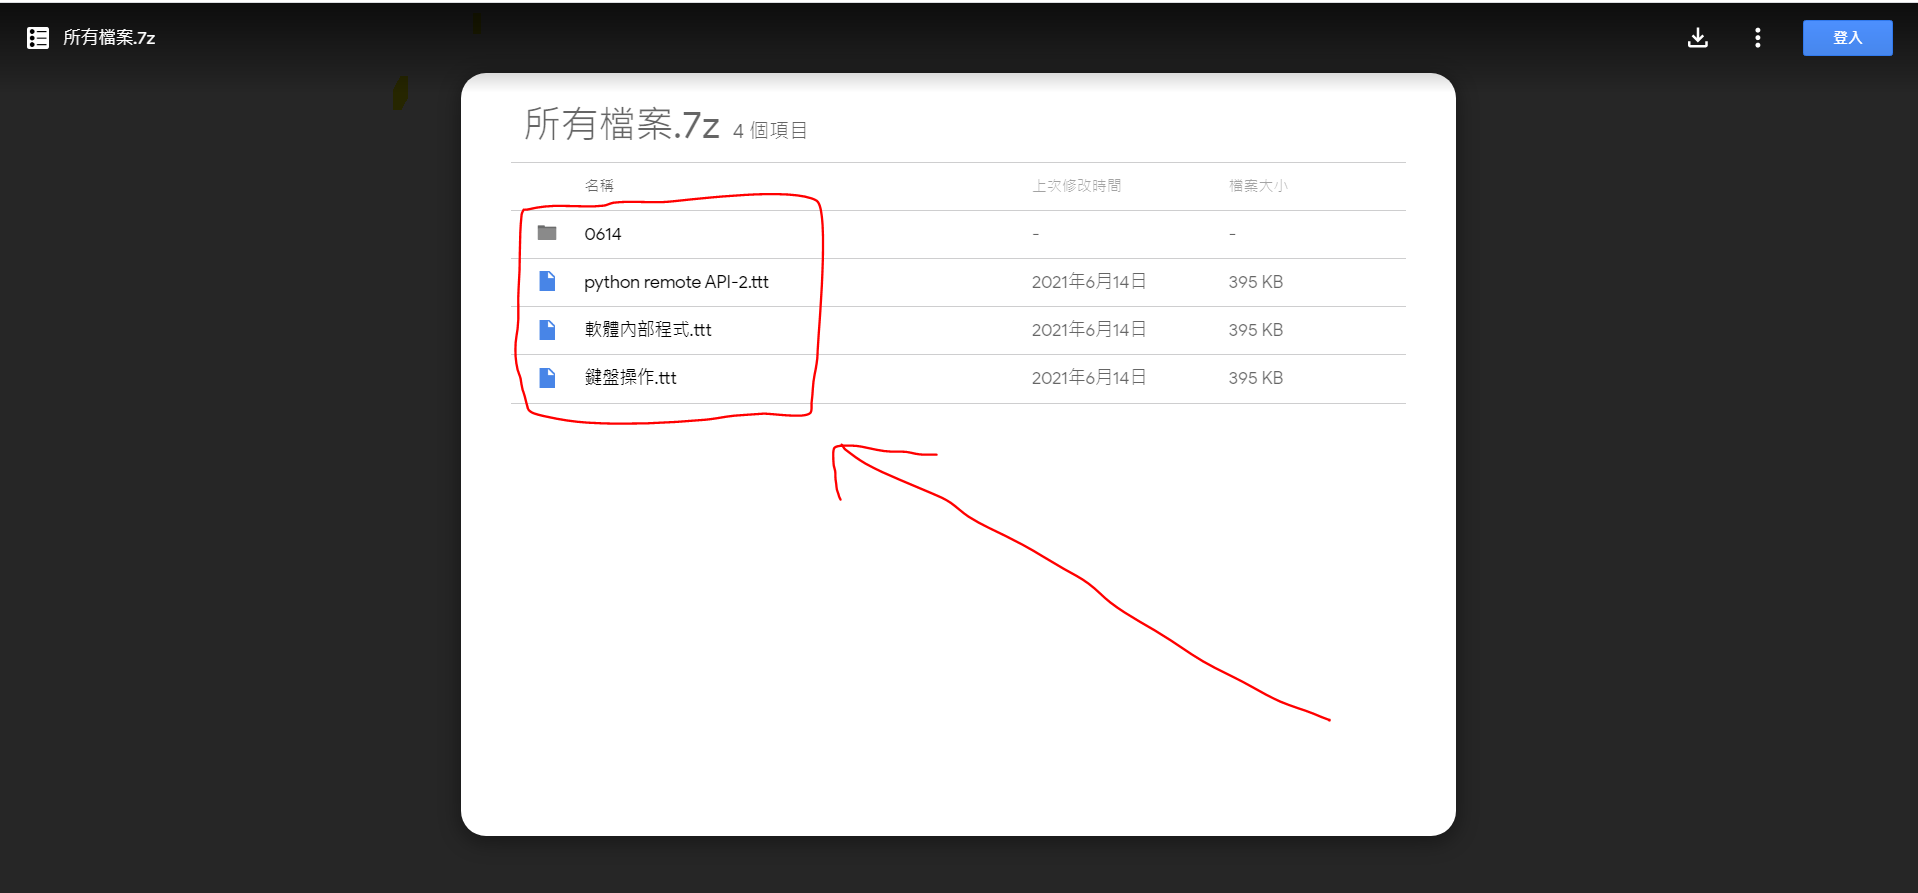 所有檔案.7z
登入
所有檔案.7z 4 個項目
名稱 上次修改時間 檔案大小
0614 - -
python remote API-2.ttt 2021年6月14日 395 KB
軟體內部程式.ttt 2021年6月14日 395 KB
鍵盤操作.ttt 2021年6月14日 395 KB